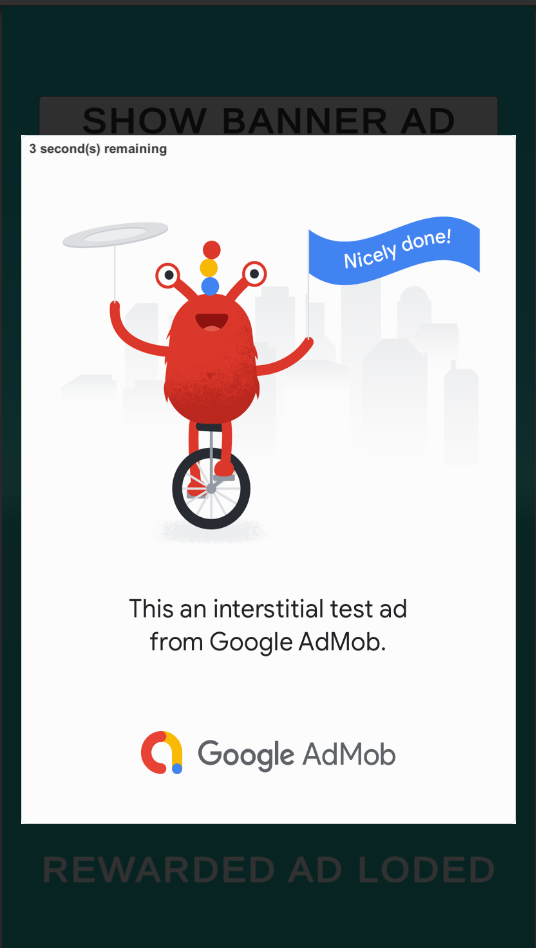 SHOW BANNER AD
3 second(s) remaining
Nicely done!
This an interstitial test ad
from Google AdMob.
Google AdMob
REWARDED AD LODED